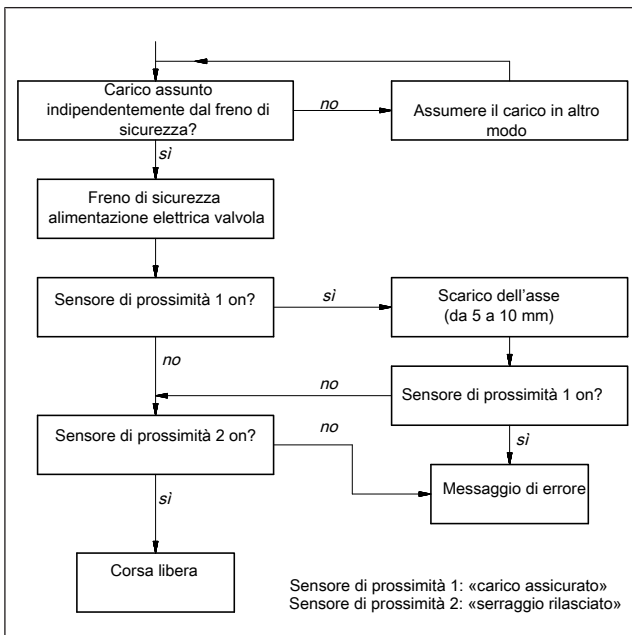 Carico assunto
indipendentemente dal freno di
sicurezza?
no
Assumere il carico in altro
modo
sì
Freno di sicurezza
alimentazione elettrica valvola
Sensore di prossimità 1 on?
sì
Scarico dell'asse
(da 5 a 10 mm)
no
no
Sensore di prossimità 1 on?
Sensore di prossimità 2 on?
no
sì
Messaggio di errore
sì
Corsa libera
Sensore di prossimità 1: «carico assicurato»
Sensore di prossimità 2: «serraggio rilasciato»